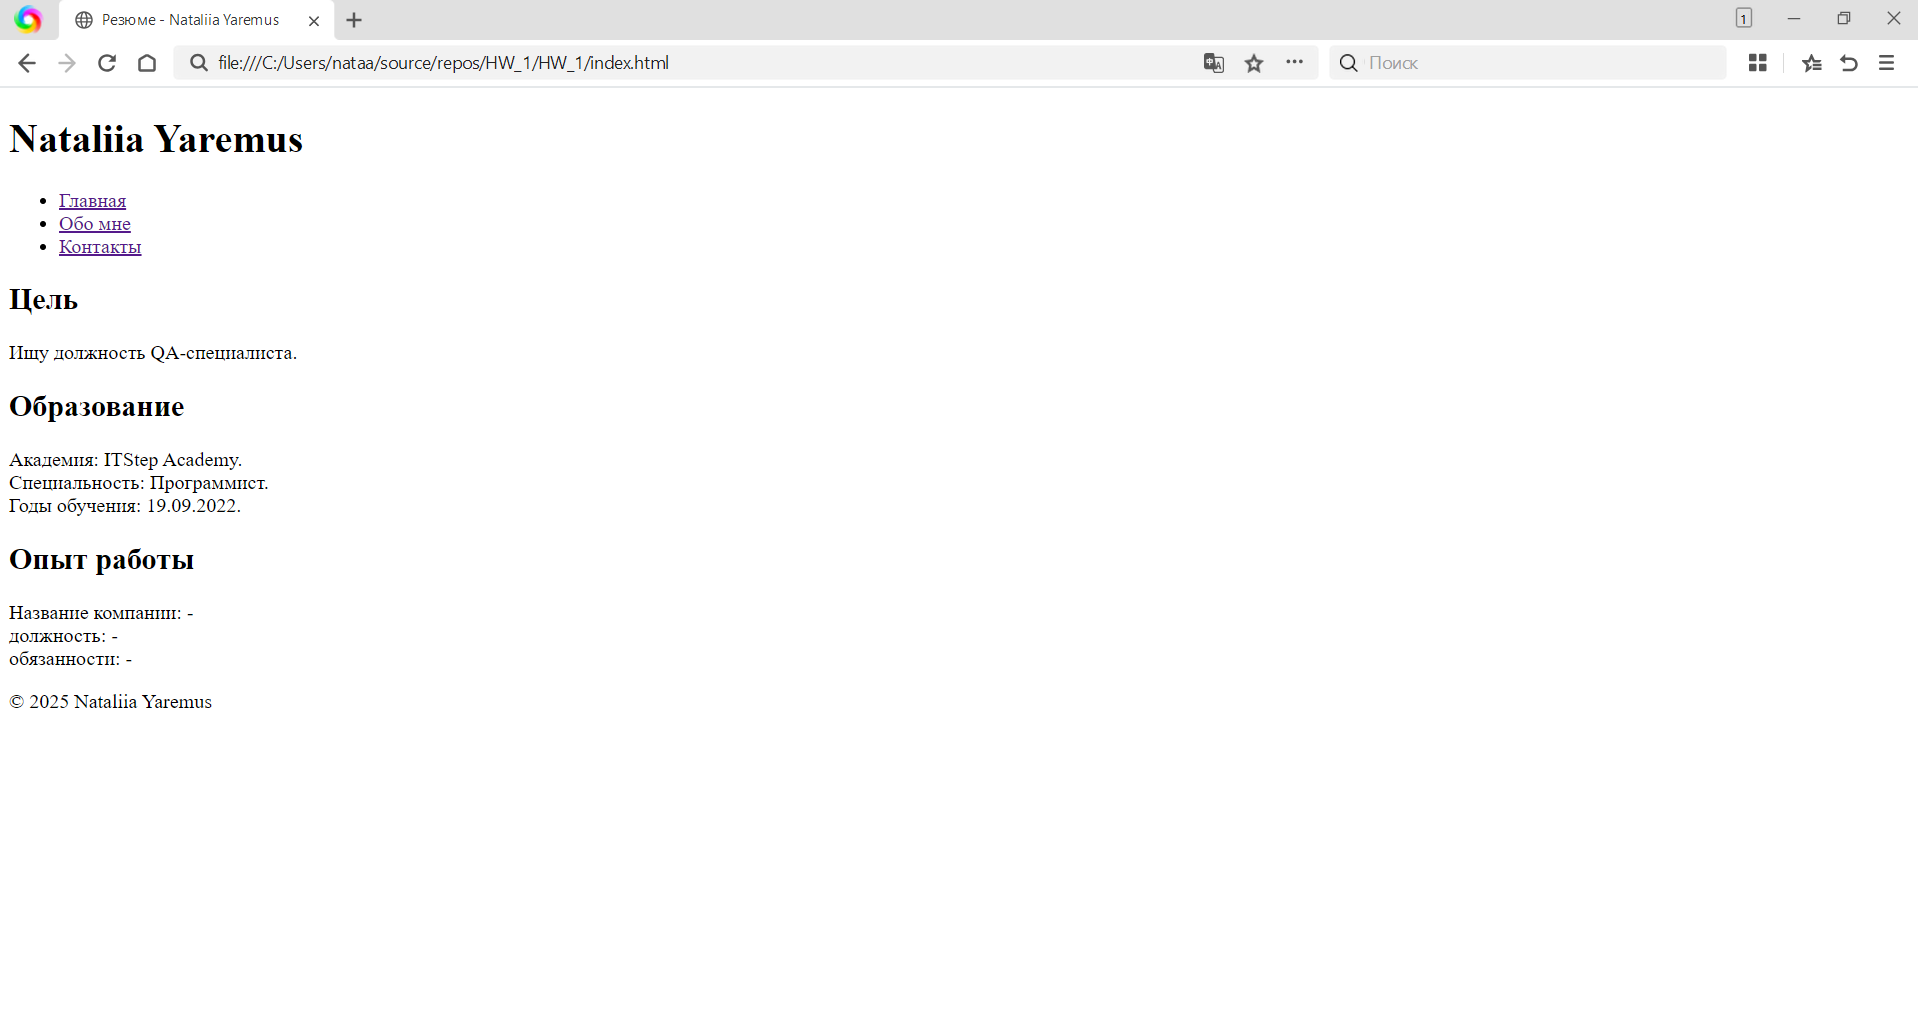 Резюме - Nataliia Yaremus
1
file:///C:/Users/nataa/source/repos/HW_1/HW_1/index.html
Поиск
Nataliia Yaremus
Главная
Обо мне
Контакты
Цель
Ищу должность QA-специалиста.
Образование
Академия: ITStep Academy.
Специальность: Программист.
Годы обучения: 19.09.2022.
Опыт работы
Название компании: -
должность: -
обязанности: -
© 2025 Nataliia Yaremus